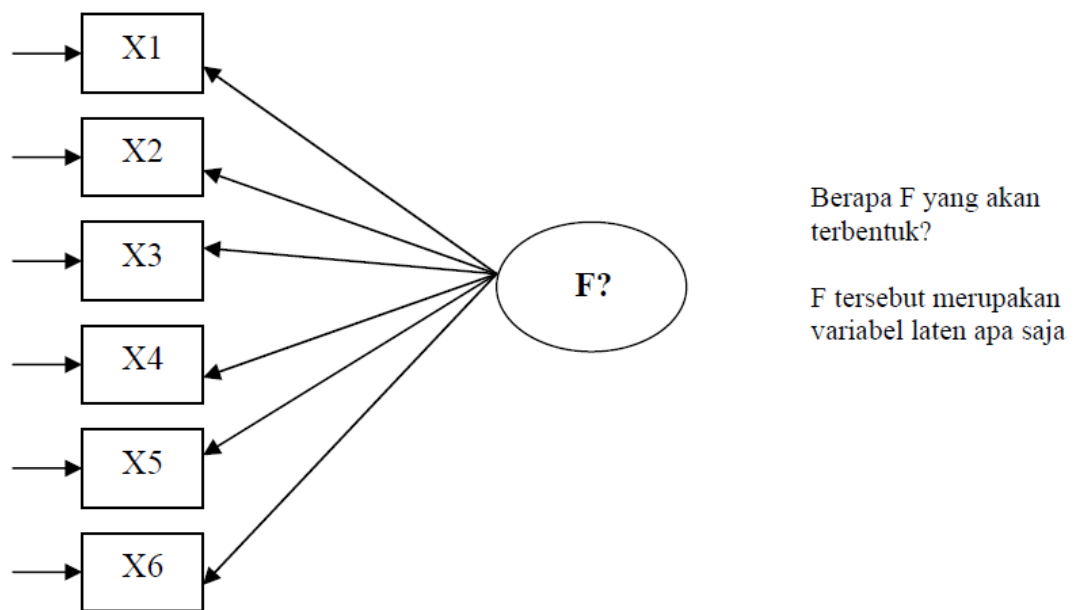 X1
X2
X3
X4
X5
X6
F?
Berapa F yang akan
terbentuk?
F tersebut merupakan
variabel laten apa saja